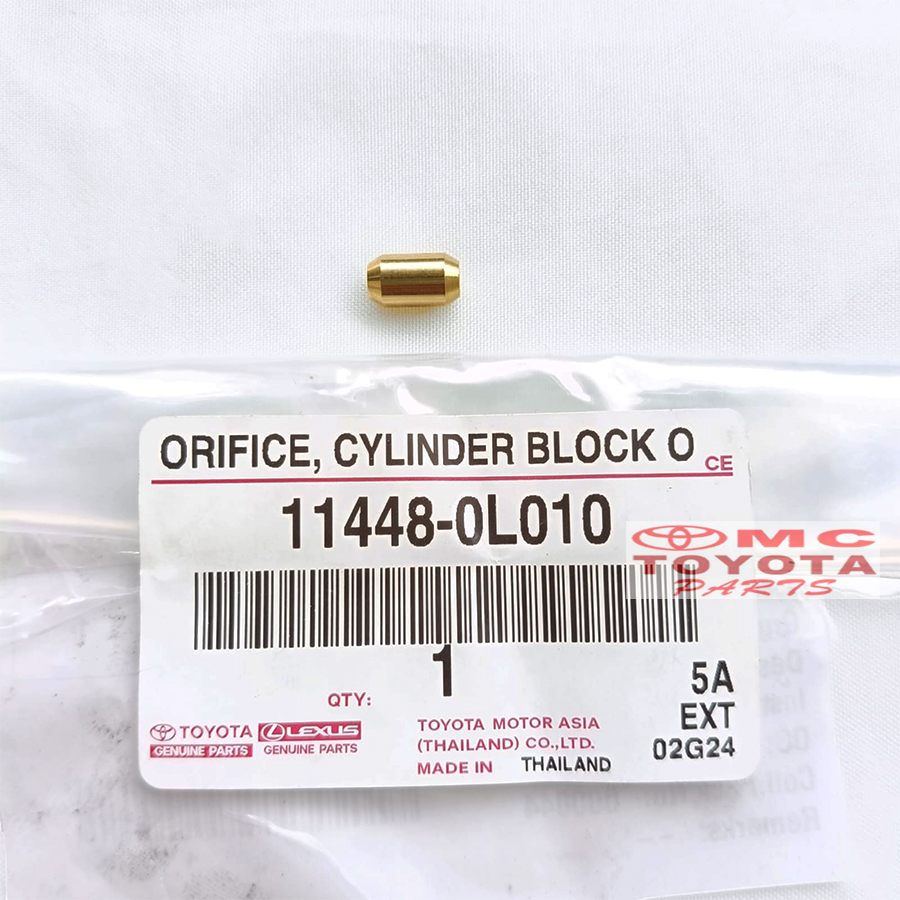 ORIFICE, CYLINDER BLOCK O
CE
11448-0L010
MC
TOYOTA
PARTS
1
QTY:
5A
EXT
02G24
TOYOTA
GENUINE PARTS
LEXUS
GENUINE PARTS
TOYOTA MOTOR ASIA
(THAILAND) CO.,LTD.
MADE IN THAILAND
Remarks: --